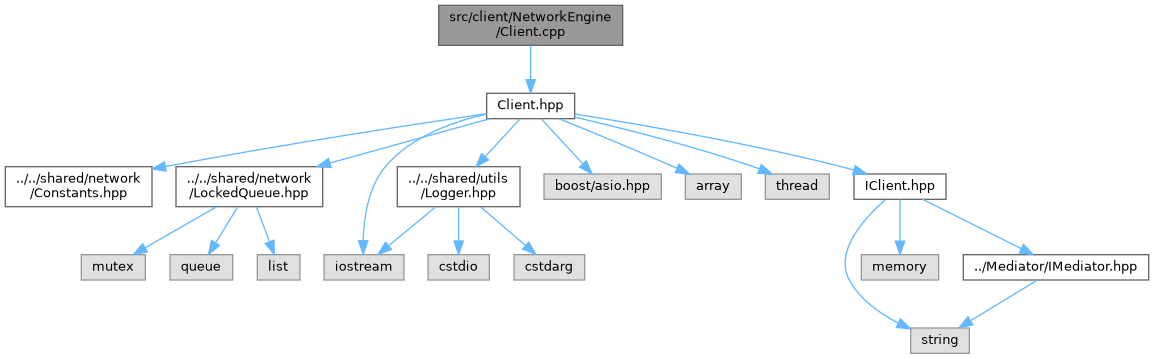 src/client/NetworkEngine
/Client.cpp
Client.hpp
../../shared/network
/Constants.hpp
../../shared/network
/LockedQueue.hpp
../../shared/utils
/Logger.hpp
boost/asio.hpp
array
thread
IClient.hpp
mutex
queue
list
iostream
cstdio
cstdarg
memory
../Mediator/IMediator.hpp
string